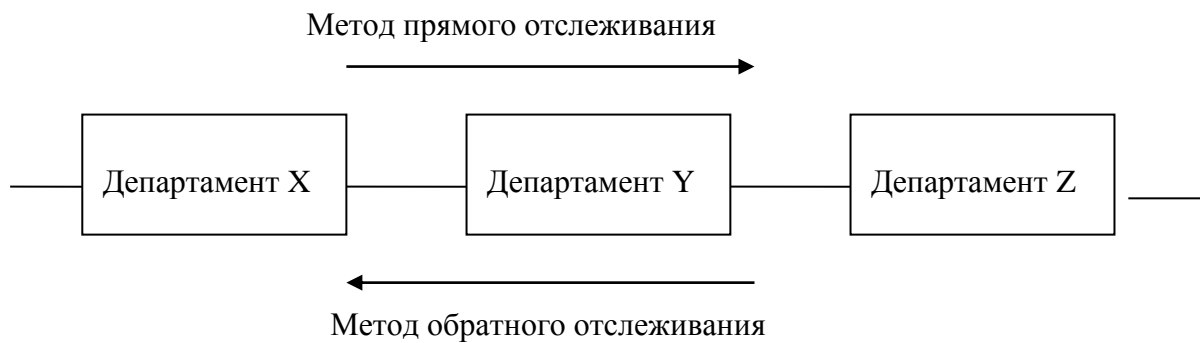 Метод прямого отслеживания
Департамент X
Департамент Y
Департамент Z
Метод обратного отслеживания